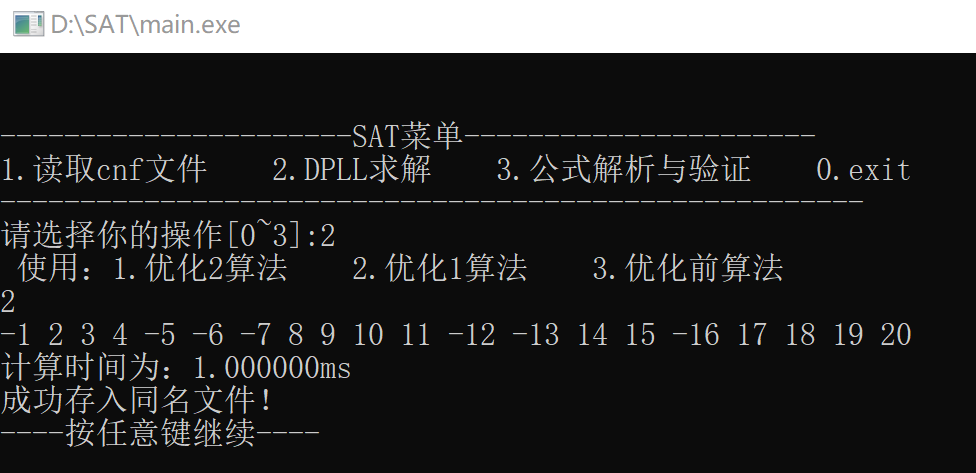 D:\SAT\main.exe
----------------------SAT菜单----------------------
1.读取cnf文件    2.DPLL求解    3.公式解析与验证    0.exit
------------------------------------------------------
请选择你的操作[0~3]:2
 使用：1.优化2算法    2.优化1算法    3.优化前算法
2
-1 2 3 4 -5 -6 -7 8 9 10 11 -12 -13 14 15 -16 17 18 19 20
计算时间为：1.000000ms
成功存入同名文件！
----按任意键继续----